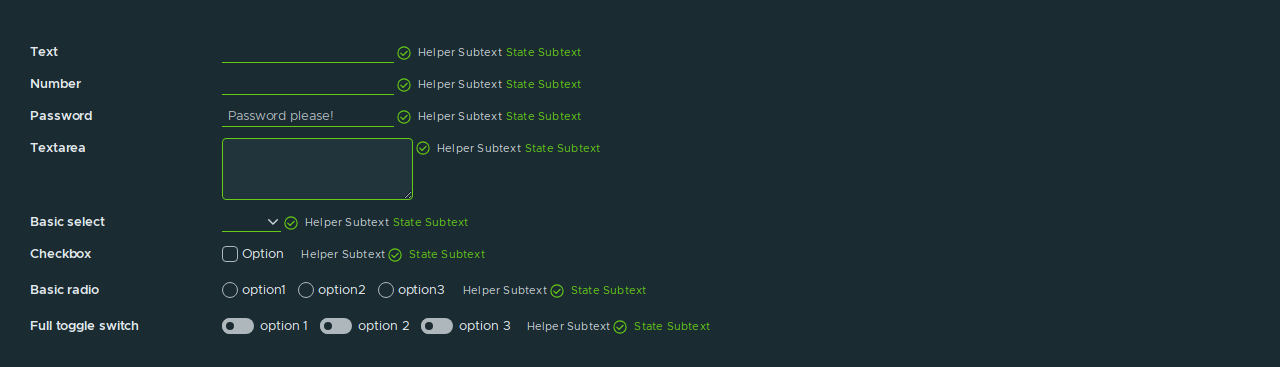 Text Helper Subtext State Subtext
Number Helper Subtext State Subtext
Password Password please! Helper Subtext State Subtext
Textarea Helper Subtext State Subtext
Basic select Helper Subtext State Subtext
Checkbox Option Helper Subtext State Subtext
Basic radio option1 option2 option3 Helper Subtext State Subtext
Full toggle switch option 1 option 2 option 3 Helper Subtext State Subtext